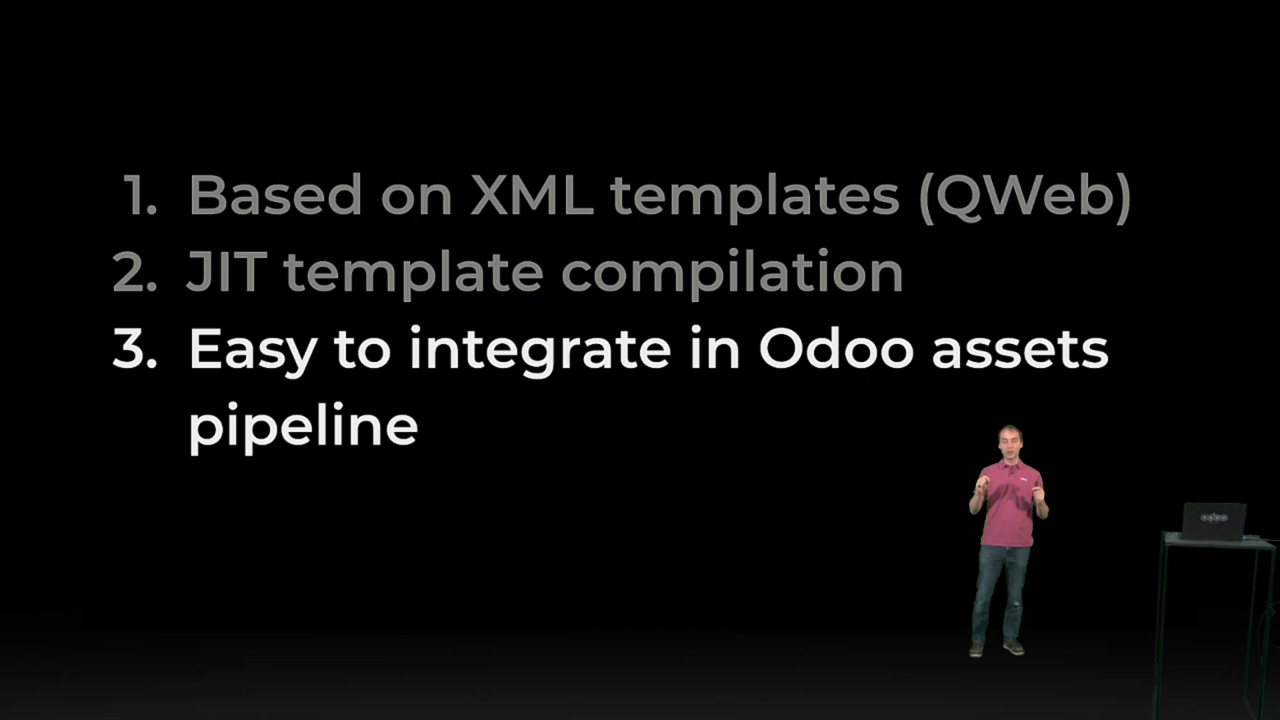 1. Based on XML templates (QWeb)
2. JIT template compilation
3. Easy to integrate in Odoo assets
pipeline
odoo